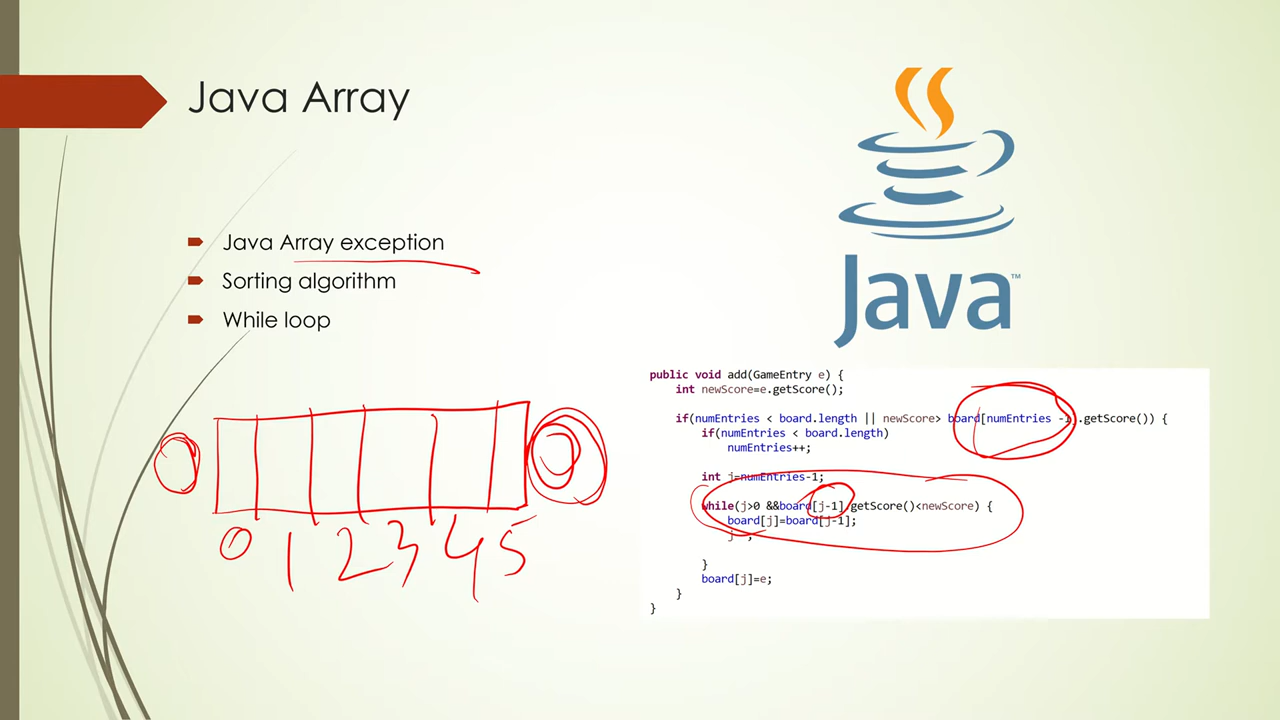 Java Array
Java Array exception
Sorting algorithm
While loop
0 1 2 3 4 5
Java™
public void add(GameEntry e) {
int newScore=e.getScore();
if(numEntries < board.length || newScore> board[numEntries -1].getScore()) {
if(numEntries < board.length)
numEntries++;
int j=numEntries-1;
while(j>0 &&board[j-1].getScore()<newScore) {
board[j]=board[j-1];
}
board[j]=e;
}
}